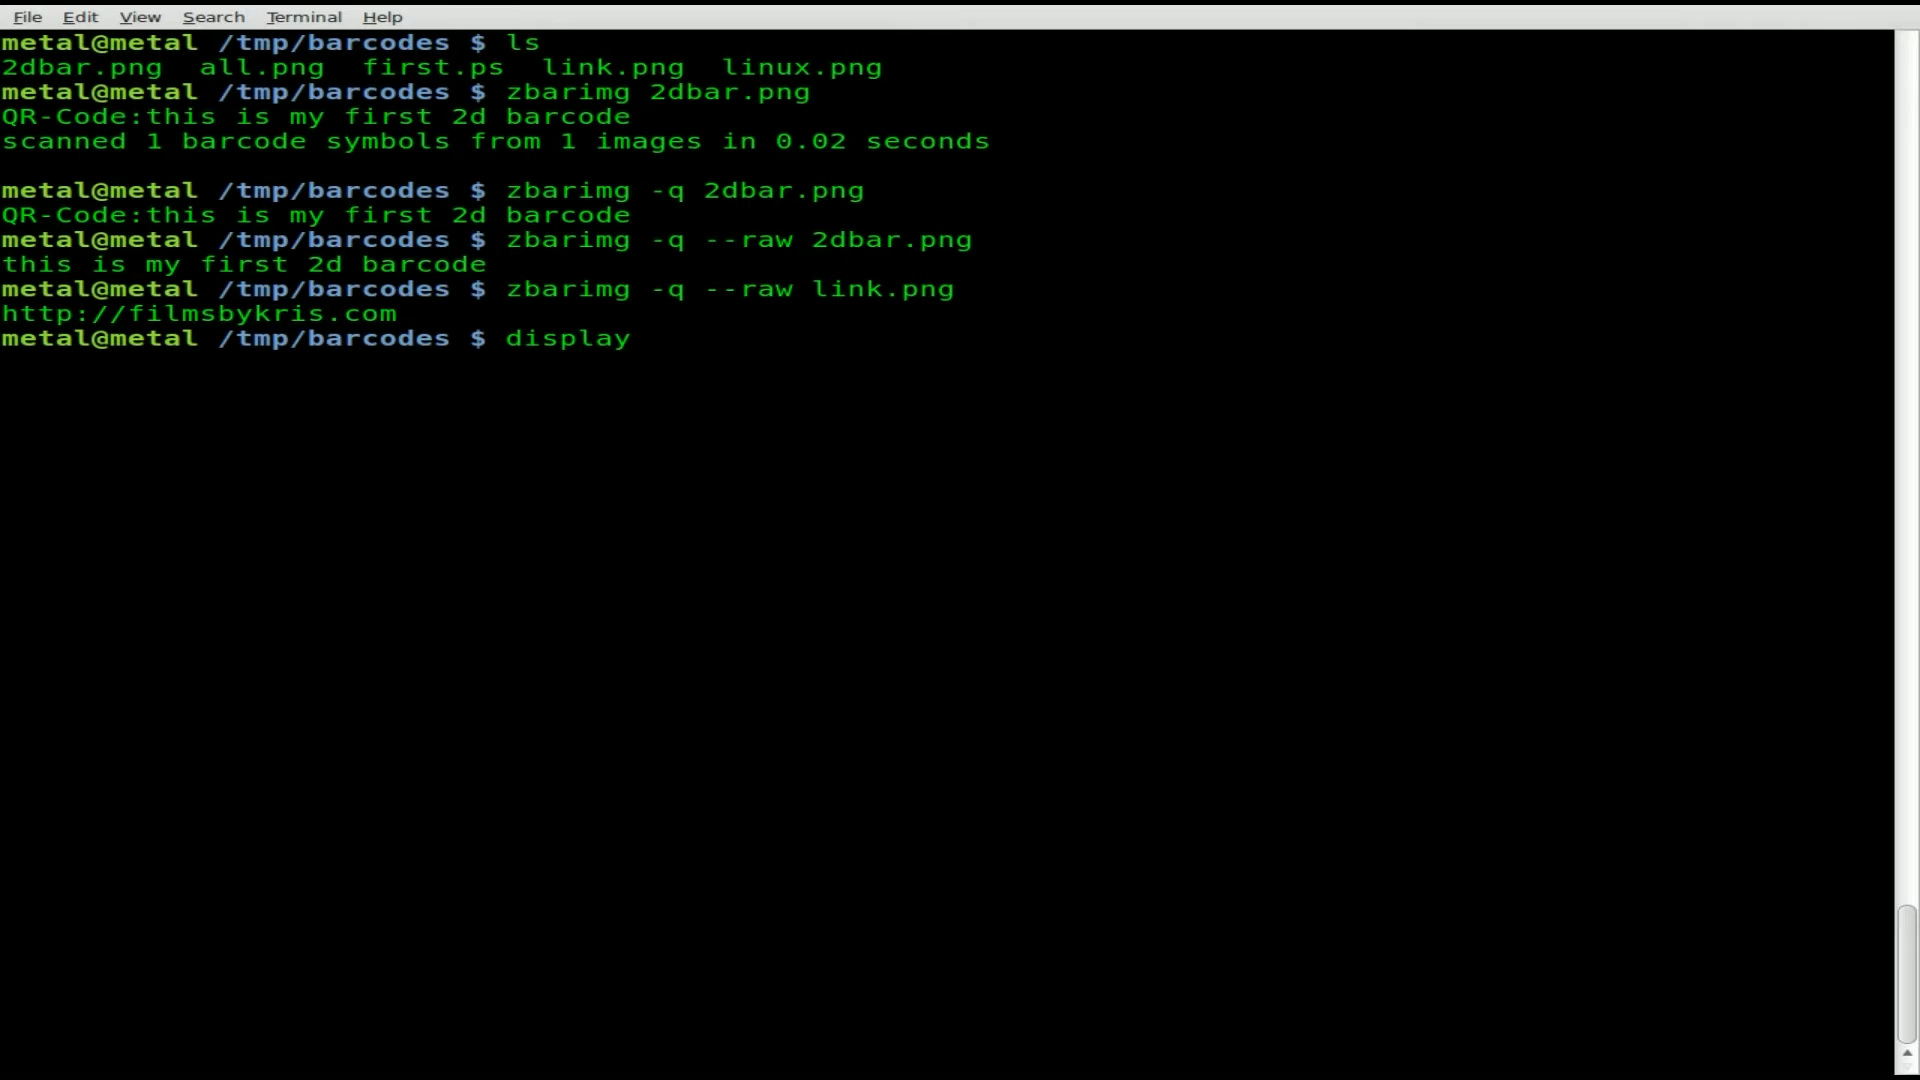 File Edit View Search Terminal Help
metal@metal /tmp/barcodes $ ls
2dbar.png  all.png  first.ps  link.png  linux.png
metal@metal /tmp/barcodes $ zbarimg 2dbar.png
QR-Code:this is my first 2d barcode
scanned 1 barcode symbols from 1 images in 0.02 seconds
metal@metal /tmp/barcodes $ zbarimg -q 2dbar.png
QR-Code:this is my first 2d barcode
metal@metal /tmp/barcodes $ zbarimg -q --raw 2dbar.png
this is my first 2d barcode
metal@metal /tmp/barcodes $ zbarimg -q --raw link.png
http://filmsbykris.com
metal@metal /tmp/barcodes $ display